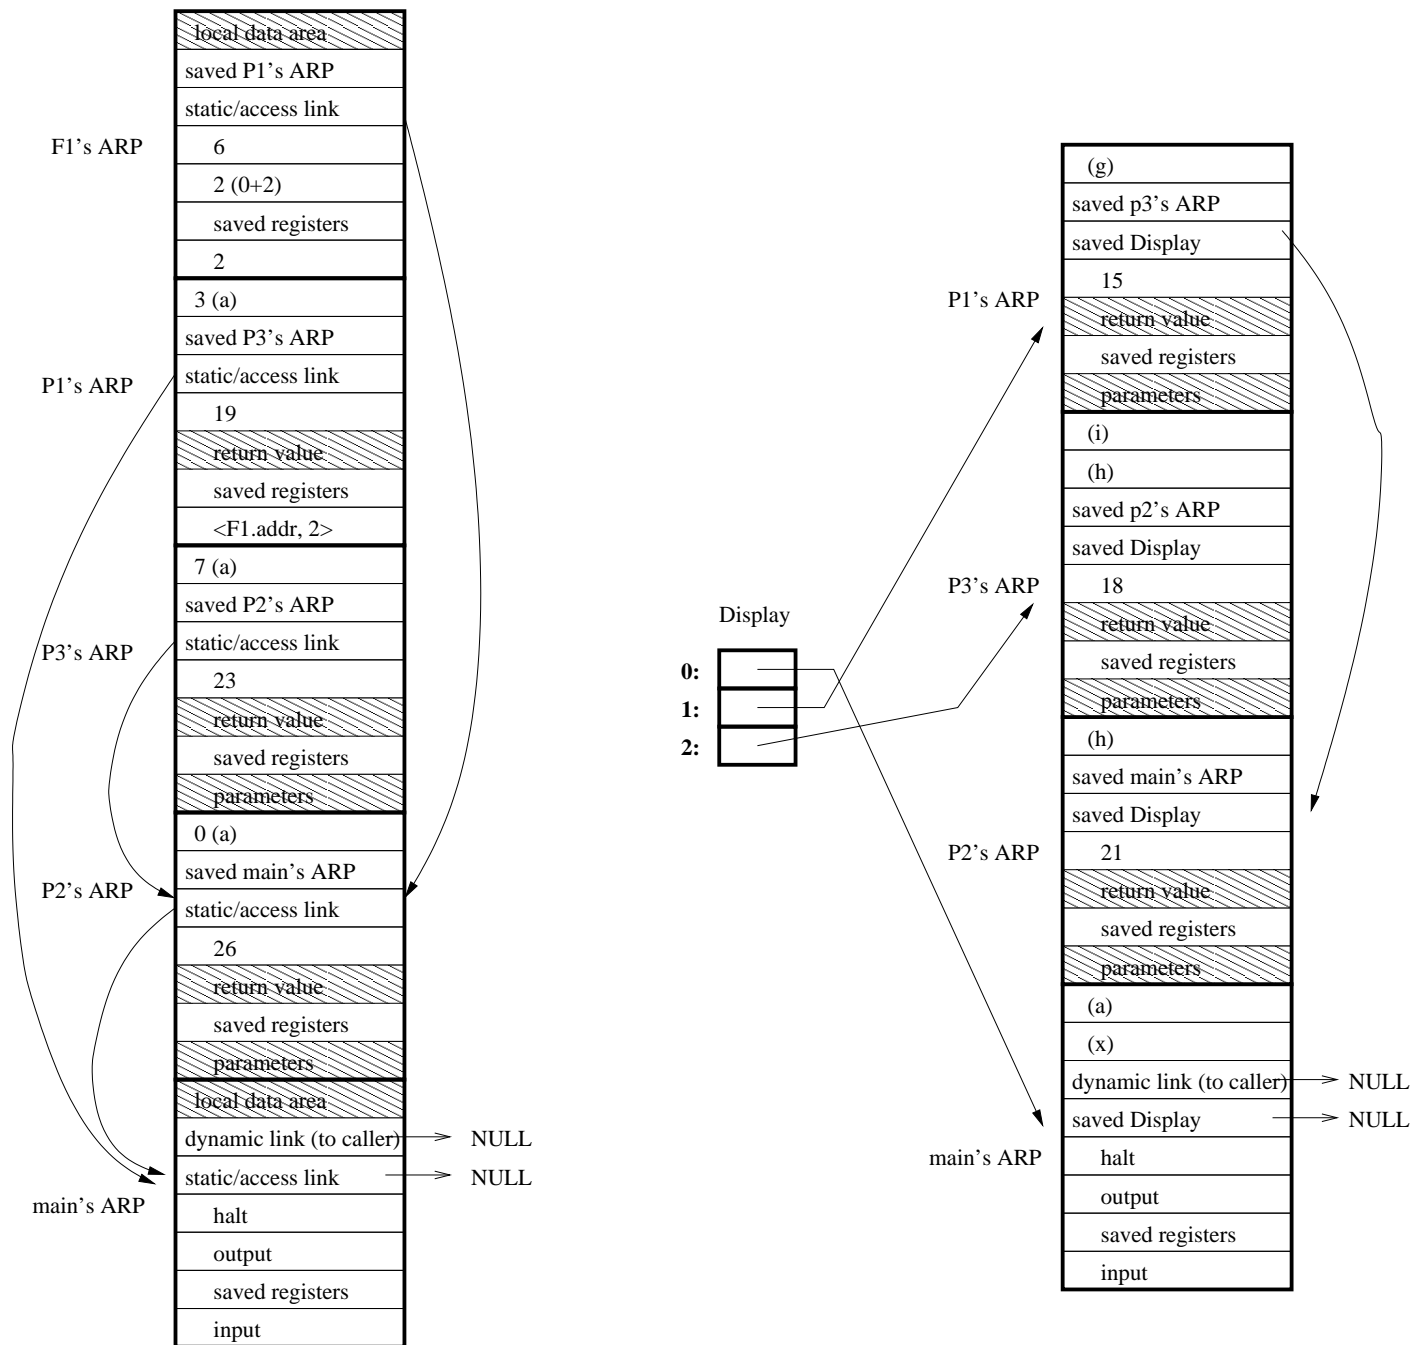 local data area
saved P1's ARP
static/access link
F1's ARP
6
2 (0+2)
saved registers
2
3 (a)
saved P3's ARP
static/access link
P1's ARP
19
return value
saved registers
<F1.addr, 2>
7 (a)
saved P2's ARP
static/access link
P3's ARP
23
return value
saved registers
parameters
0 (a)
saved main's ARP
P2's ARP
static/access link
26
return value
saved registers
parameters
local data area
dynamic link (to caller)
NULL
static/access link
NULL
main's ARP
halt
output
saved registers
input
Display
0:
1:
2:
(g)
saved p3's ARP
saved Display
15
P1's ARP
return value
saved registers
parameters
(i)
(h)
saved p2's ARP
saved Display
P3's ARP
18
return value
saved registers
parameters
(h)
saved main's ARP
saved Display
P2's ARP
21
return value
saved registers
parameters
(a)
(x)
dynamic link (to caller)
NULL
saved Display
NULL
main's ARP
halt
output
saved registers
input